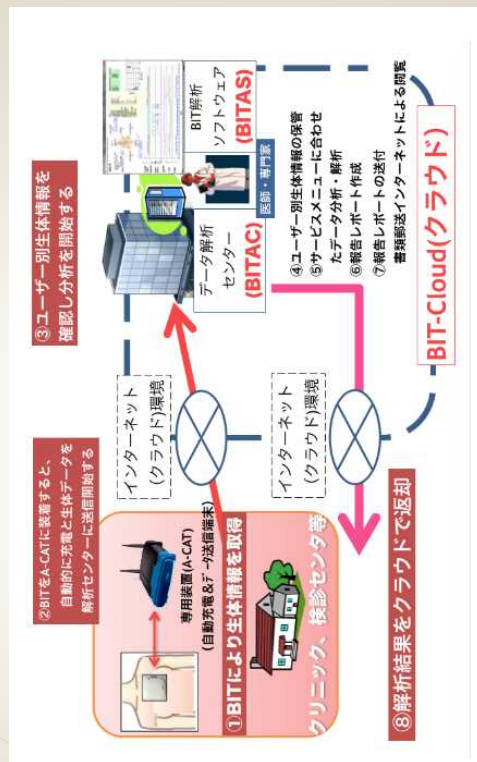 ②BITをA-CATに装着すると、
自動的に充電と生体データを
解析センターに送信開始する
③ユーザー別生体情報を
確認し分析を開始する
専用装置(A-CAT)
(自動充電&データ送信端末)
①BITにより生体情報を取得
クリニック、検診センタ等
インターネット
(クラウド)環境
データ解析
センター
(BITAC)
BIT解析
ソフトウェア
(BITAS)
医師・専門家
④ユーザー別生体情報の保管
⑤サービスメニューに合わせ
たデータ分析・解析
⑥報告レポート作成
⑦報告レポートの送付
書類郵送インターネットによる閲覧
インターネット
(クラウド)環境
⑧解析結果をクラウドで返却
BIT-Cloud(クラウド)